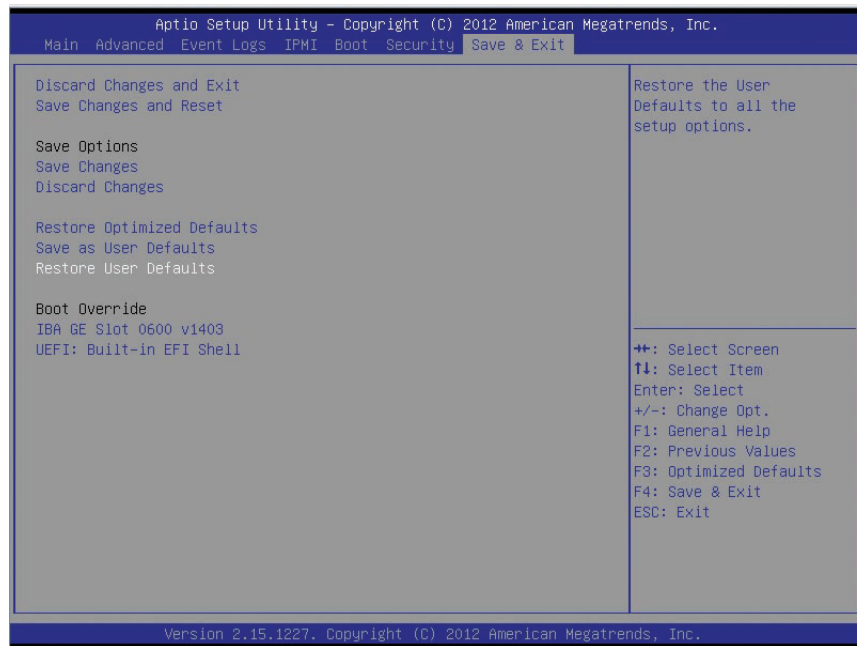 Aptio Setup Utility – Copyright (C) 2012 American Megatrends, Inc.
Main Advanced Event Logs IPMI Boot Security Save & Exit
Discard Changes and Exit
Save Changes and Reset
Save Options
Save Changes
Discard Changes
Restore Optimized Defaults
Save as User Defaults
Restore User Defaults
Boot Override
IBA GE Slot 0600 v1403
UEFI: Built-in EFI Shell
Restore the User
Defaults to all the
setup options.
→←: Select Screen
↑↓: Select Item
Enter: Select
+/-: Change Opt.
F1: General Help
F2: Previous Values
F3: Optimized Defaults
F4: Save & Exit
ESC: Exit
Version 2.15.1227. Copyright (C) 2012 American Megatrends, Inc.